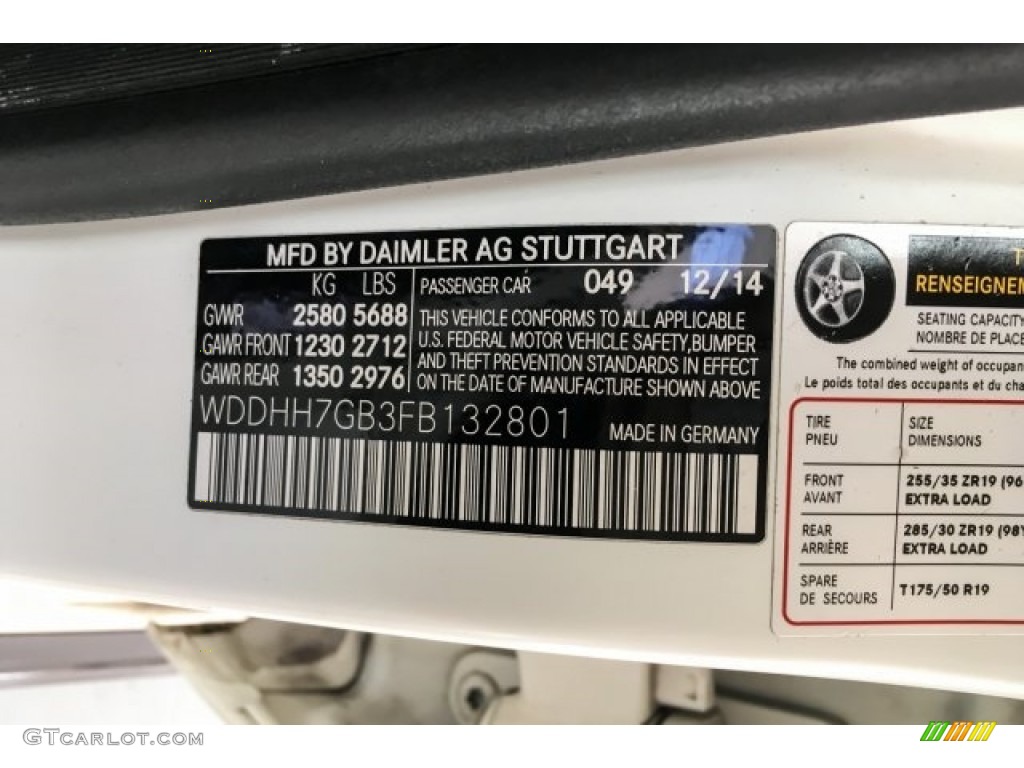 MFD BY DAIMLER AG STUTTGART
KG LBS
GVWR 2580 5688
GAWR FRONT 1230 2712
GAWR REAR 1350 2976
PASSENGER CAR 049 12/14
THIS VEHICLE CONFORMS TO ALL APPLICABLE
U.S. FEDERAL MOTOR VEHICLE SAFETY, BUMPER
AND THEFT PREVENTION STANDARDS IN EFFECT
ON THE DATE OF MANUFACTURE SHOWN ABOVE
WDDHH7GB3FB132801
MADE IN GERMANY
RENSEIGNEM
SEATING CAPACITY
NOMBRE DE PLACE
The combined weight of occupan
Le poids total des occupants et du cha
TIRE SIZE
PNEU DIMENSIONS
FRONT 255/35 ZR19 (96
AVANT EXTRA LOAD
REAR 285/30 ZR19 (98Y
ARRIÈRE EXTRA LOAD
SPARE T175/50 R19
DE SECOURS
GTCarlot.com